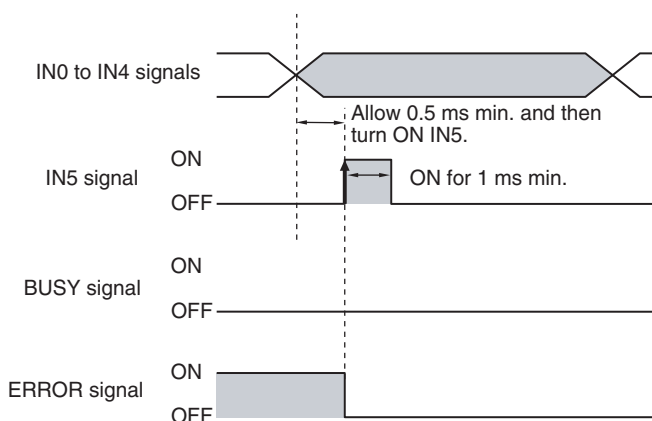 IN0 to IN4 signals
Allow 0.5 ms min. and then
turn ON IN5.
ON
IN5 signal
ON for 1 ms min.
OFF
ON
BUSY signal
OFF
ON
ERROR signal
OFF